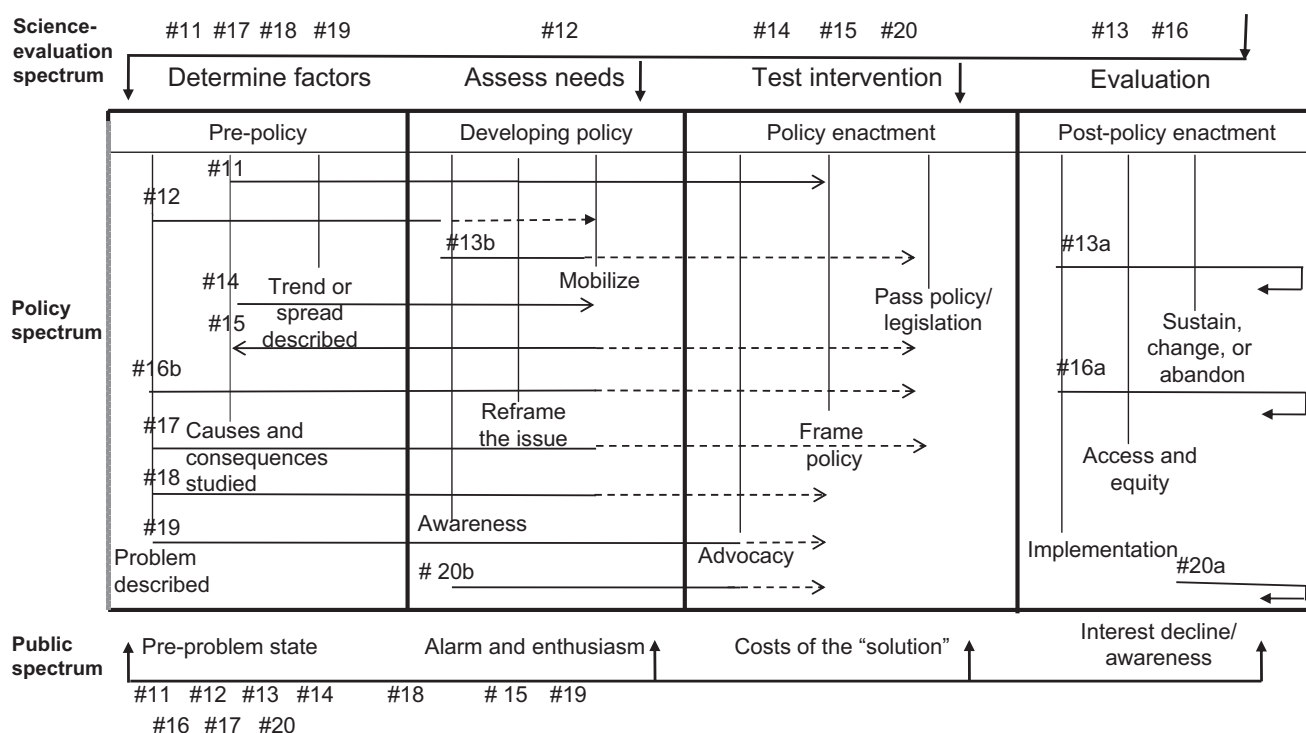 Science-
evaluation
spectrum
#11 #17 #18 #19 #12 #14 #15 #20 #13 #16
Determine factors Assess needs Test intervention Evaluation
Pre-policy Developing policy Policy enactment Post-policy enactment
#11
#12
#13b #13a
Mobilize
#14 Trend or
spread
described
Pass policy/
legislation
Policy
spectrum
#15
Sustain,
change, or
abandon
#16b #16a
Reframe
the issue
#17 Causes and
consequences
studied
Frame
policy
Access and
equity
#18
#19 Awareness
Problem
described
Advocacy
Implementation
# 20b #20a
Public
spectrum
Pre-problem state Alarm and enthusiasm Costs of the “solution” Interest decline/
awareness
#11 #12 #13 #14 #18 # 15 #19
#16 #17 #20